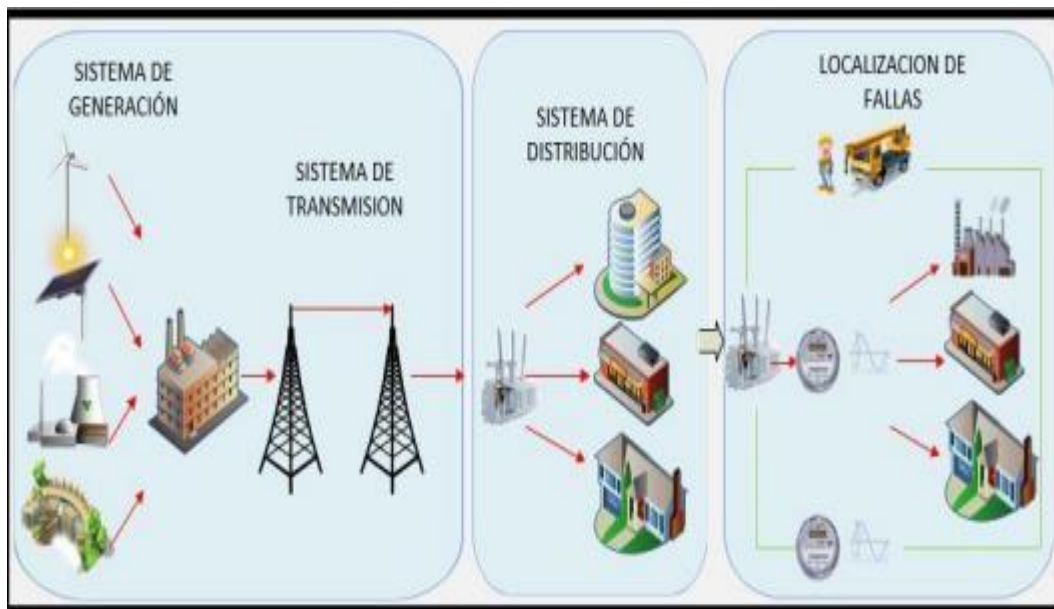 SISTEMA DE
GENERACIÓN
SISTEMA DE
TRANSMISION
SISTEMA DE
DISTRIBUCIÓN
LOCALIZACION DE
FALLAS